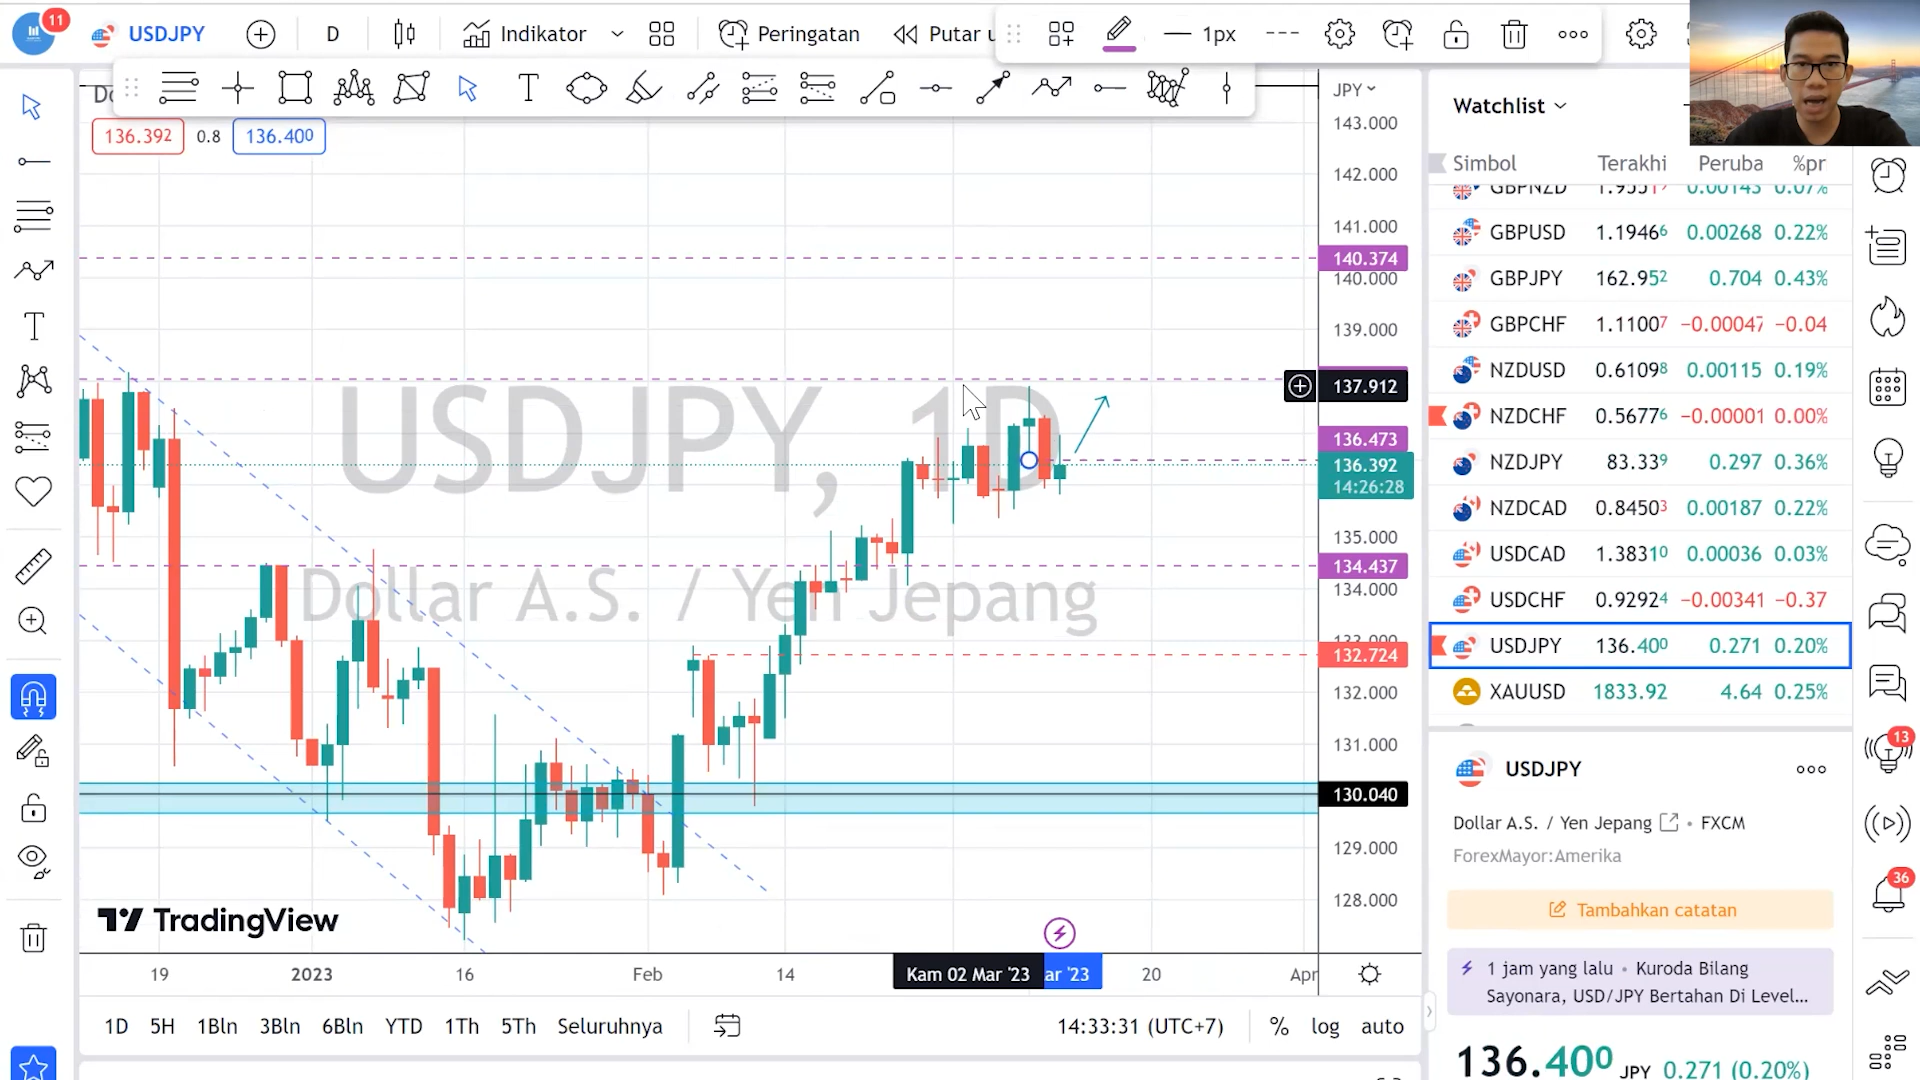 11
USDJPY
D
Indikator
Peringatan
Putar u
1px
136.392
0.8
136.400
JPY
143.000
142.000
141.000
140.374
140.000
139.000
137.912
136.473
136.392
14:26:28
135.000
134.437
134.000
133.000
132.724
132.000
131.000
130.040
129.000
128.000
USDJPY, 1D
Dollar A.S. / Yen Jepang
TradingView
19
2023
16
Feb
14
Kam 02 Mar '23
ar '23
20
Apr
1D
5H
1Bln
3Bln
6Bln
YTD
1Th
5Th
Seluruhnya
14:33:31 (UTC+7)
%
log
auto
Watchlist
Simbol Terakhi Peruba %pr
GBPNZD 1.95517 0.00143 0.07%
GBPUSD 1.19466 0.00268 0.22%
GBPJPY 162.952 0.704 0.43%
GBPCHF 1.11007 −0.00047 −0.04
NZDUSD 0.61098 0.00115 0.19%
NZDCHF 0.56776 −0.00001 0.00%
NZDJPY 83.339 0.297 0.36%
NZDCAD 0.84503 0.00187 0.22%
USDCAD 1.38310 0.00036 0.03%
USDCHF 0.92924 −0.00341 −0.37
USDJPY 136.400 0.271 0.20%
XAUUSD 1833.92 4.64 0.25%
USDJPY
Dollar A.S. / Yen Jepang • FXCM
ForexMayor:Amerika
Tambahkan catatan
1 jam yang lalu • Kuroda Bilang
Sayonara, USD/JPY Bertahan Di Level...
136.400 JPY 0.271 (0.20%)
13
36